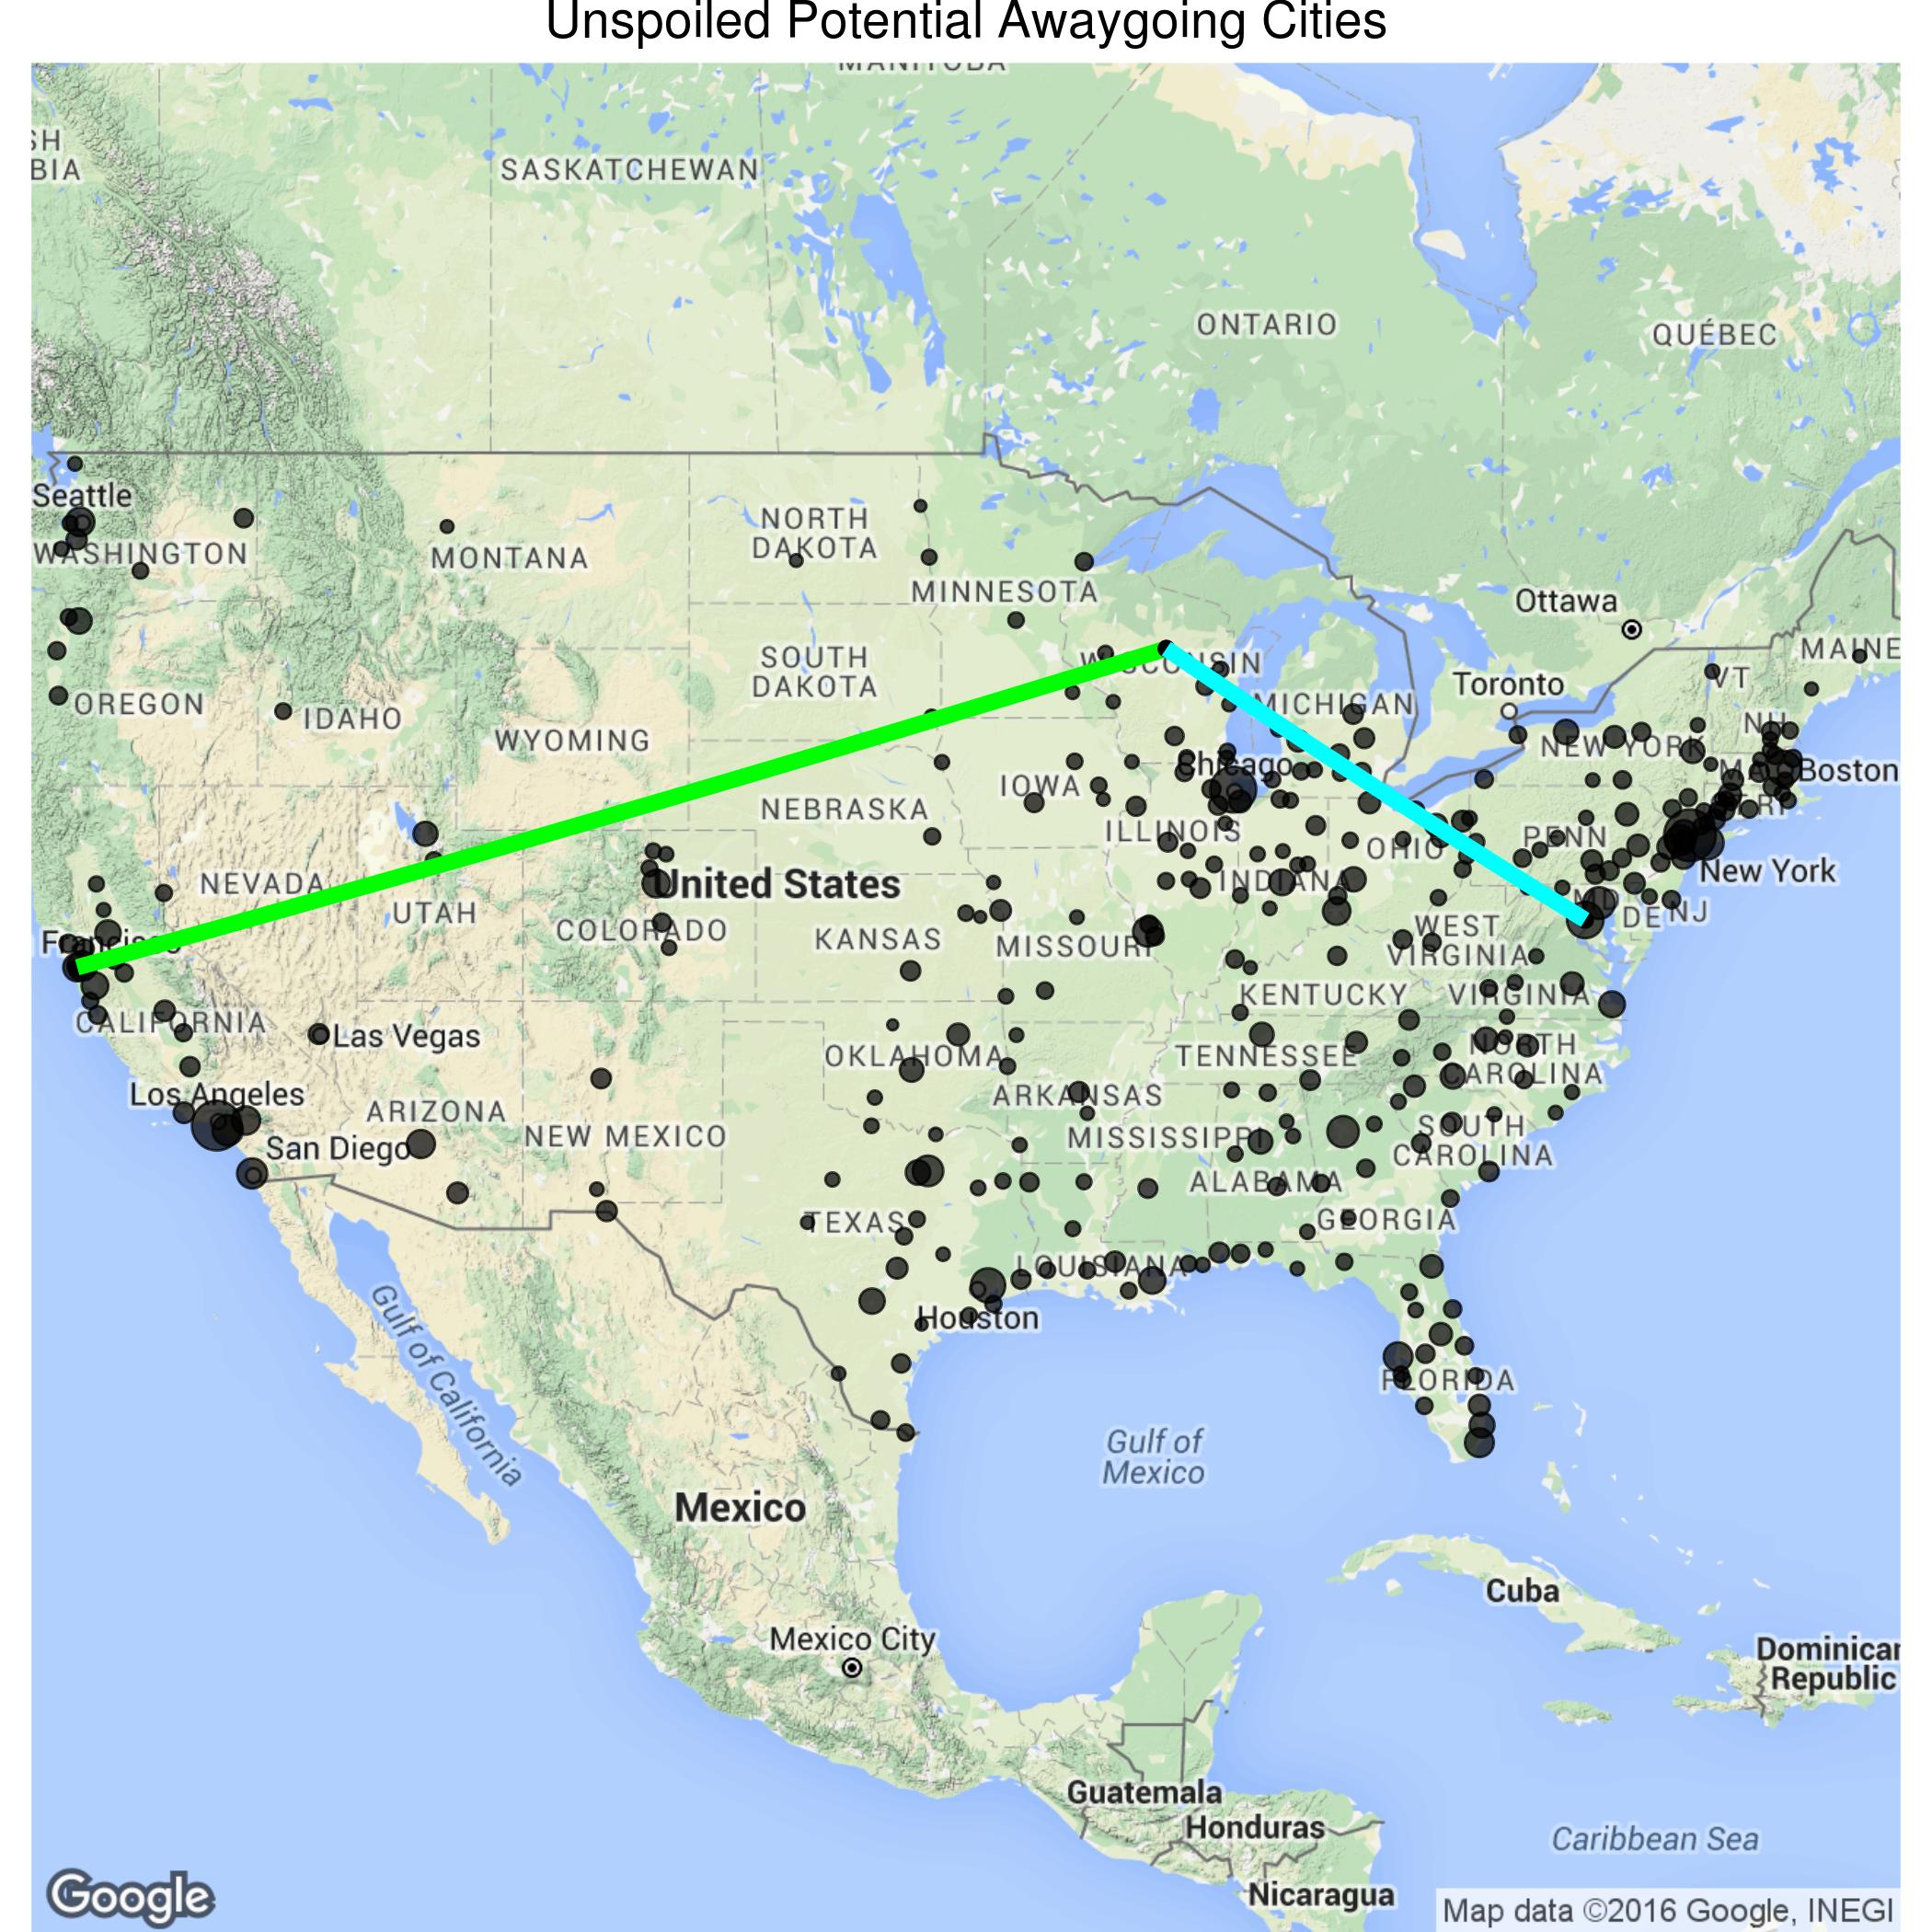 Unspoiled Potential Awaygoing Cities
MANITOBA
SH
BIA
SASKATCHEWAN
ONTARIO
QUÉBEC
Seattle
WASHINGTON
MONTANA
NORTH
DAKOTA
MINNESOTA
Ottawa
MAINE
SOUTH
DAKOTA
WISCONSIN
VT
Toronto
OREGON
IDAHO
MICHIGAN
NH
WYOMING
NEW YORK
Chicago
MA
Boston
IOWA
RI
NEBRASKA
ILLINOIS
PENN
OHIO
New York
NEVADA
United States
INDIANA
UTAH
MD
DE
NJ
COLORADO
KANSAS
MISSOURI
WEST
VIRGINIA
Francisco
KENTUCKY
VIRGINIA
CALIFORNIA
Las Vegas
OKLAHOMA
TENNESSEE
NORTH
CAROLINA
Los Angeles
ARIZONA
ARKANSAS
NEW MEXICO
MISSISSIPPI
SOUTH
CAROLINA
San Diego
ALABAMA
TEXAS
GEORGIA
LOUISIANA
Houston
Gulf of California
FLORIDA
Gulf of
Mexico
Mexico
Cuba
Mexico City
Dominican
Republic
Guatemala
Honduras
Caribbean Sea
Nicaragua
Google
Map data ©2016 Google, INEGI